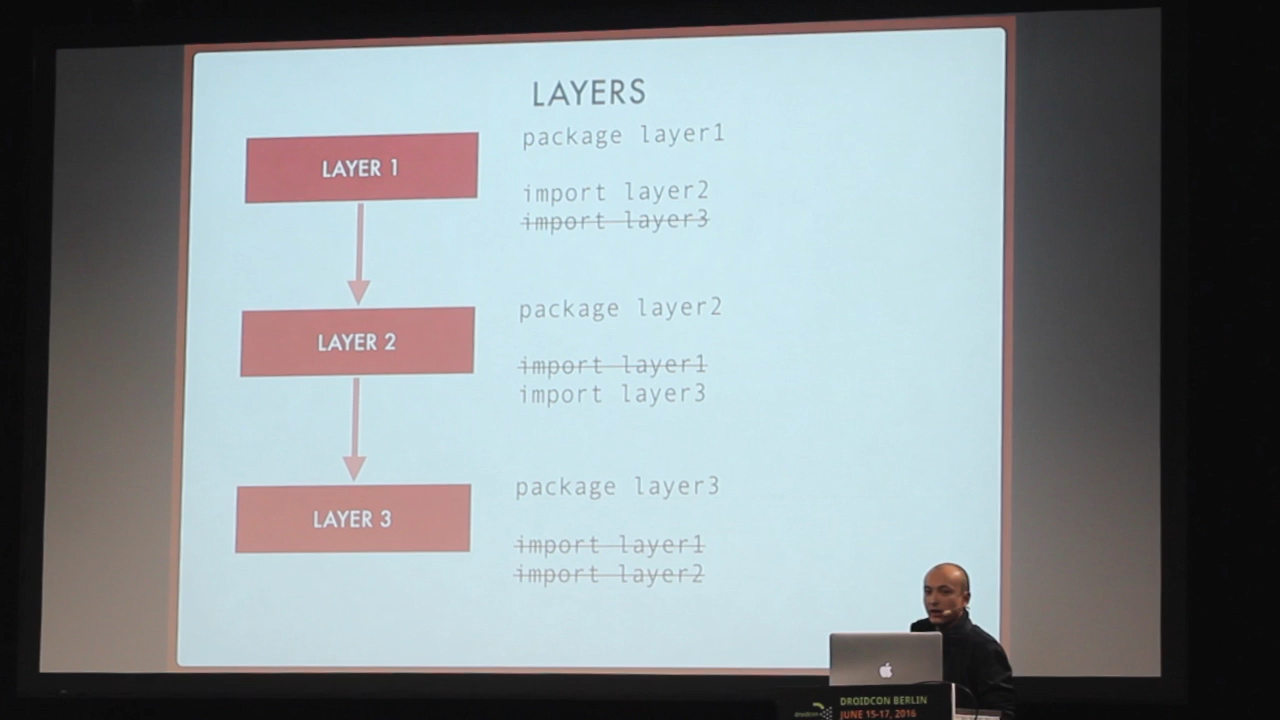 LAYERS
LAYER 1
package layer1
import layer2
import layer3
LAYER 2
package layer2
import layer1
import layer3
LAYER 3
package layer3
import layer1
import layer2
droidcon
DROIDCON BERLIN
JUNE 15-17, 2016